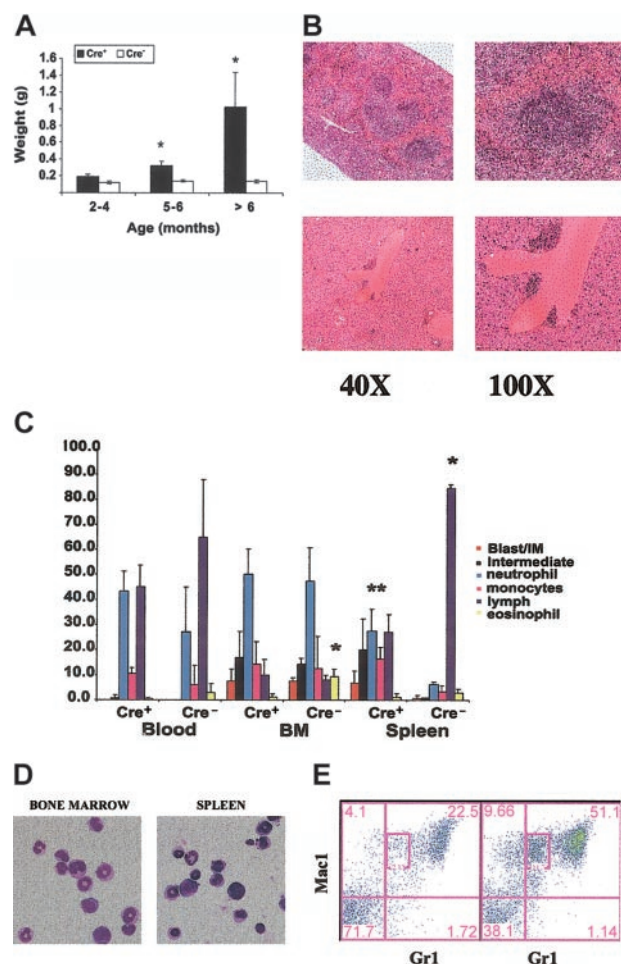 A
Cre⁺ Cre⁻
Weight (g)
1.6
1.4
1.2
1.0
0.8
0.6
0.4
0.2
*
*
2-4 5-6 > 6
Age (months)
B
40X 100X
C
100.0
90.0
80.0
70.0
60.0
50.0
40.0
30.0
20.0
10.0
0.0
*
**
*
Blast/IM
Intermediate
neutrophil
monocytes
lymph
eosinophil
Cre⁺ Cre⁻ Cre⁺ Cre⁻ Cre⁺ Cre⁻
Blood BM Spleen
D
BONE MARROW SPLEEN
E
4.1 22.5 9.66 51.1
Mac1
71.7 1.72 38.1 1.14
Gr1 Gr1